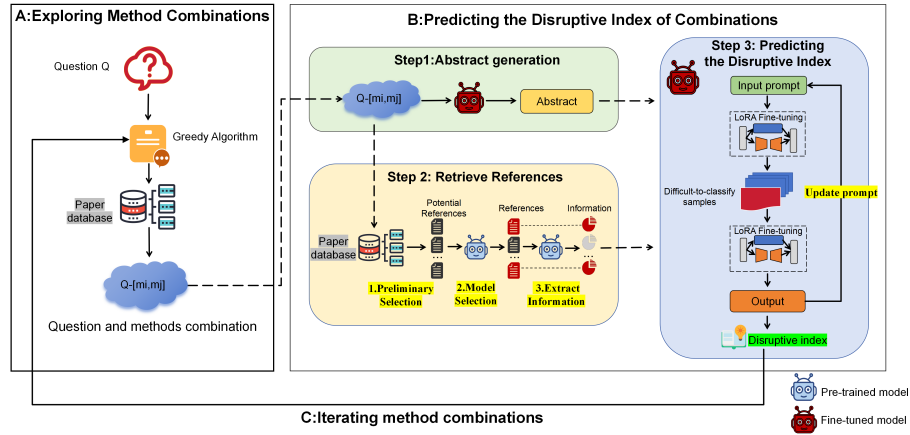 A:Exploring Method Combinations
Question Q
Greedy Algorithm
Paper
database
Q-[mi,mj]
Question and methods combination
B:Predicting the Disruptive Index of Combinations
Step1:Abstract generation
Q-[mi,mj]
Abstract
Step 2: Retrieve References
Potential
References
References
Information
Paper
database
...
...
...
1.Preliminary
Selection
2.Model
Selection
3.Extract
Information
Step 3: Predicting
the Disruptive Index
Input prompt
LoRA Fine-tuning
Difficult-to-classify
samples
Update prompt
LoRA Fine-tuning
Output
Disruptive index
C:Iterating method combinations
Pre-trained model
Fine-tuned model